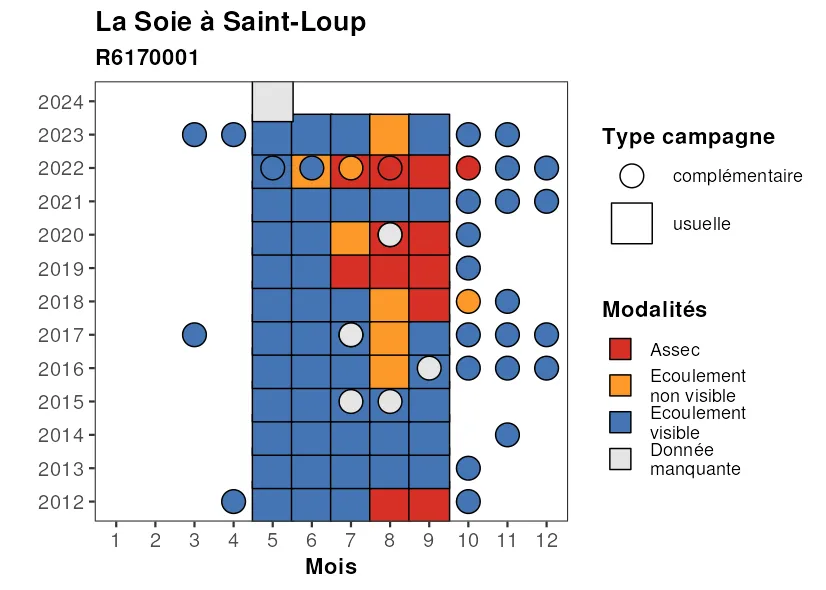 La Soie à Saint-Loup
R6170001
2024
2023
2022
2021
2020
2019
2018
2017
2016
2015
2014
2013
2012
1 2 3 4 5 6 7 8 9 10 11 12
Mois
Type campagne
complémentaire
usuelle
Modalités
Assec
Ecoulement
non visible
Ecoulement
visible
Donnée
manquante